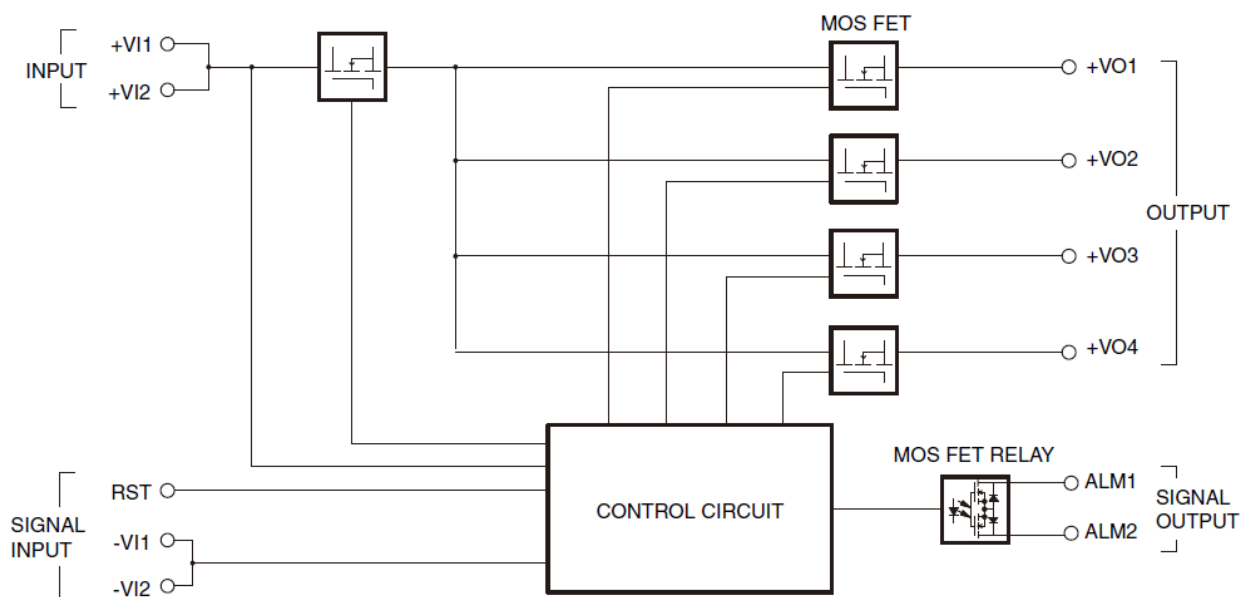 MOS FET
+VI1
INPUT
+VI2
+VO1
+VO2
OUTPUT
+VO3
+VO4
MOS FET RELAY
RST
SIGNAL
INPUT
-VI1
-VI2
CONTROL CIRCUIT
ALM1
ALM2
SIGNAL
OUTPUT